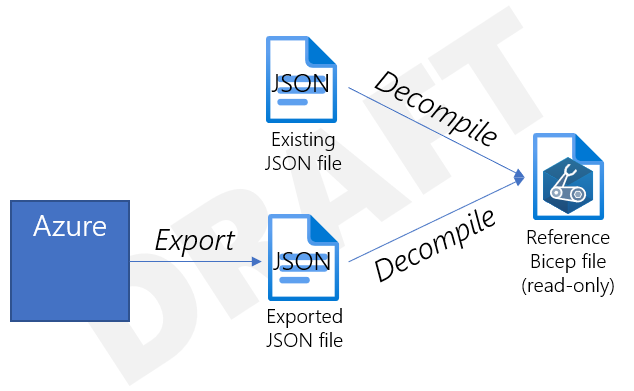 JSON
Existing
JSON file
Decompile
Azure
Export
JSON
Exported
JSON file
Decompile
Reference
Bicep file
(read-only)
DRAFT